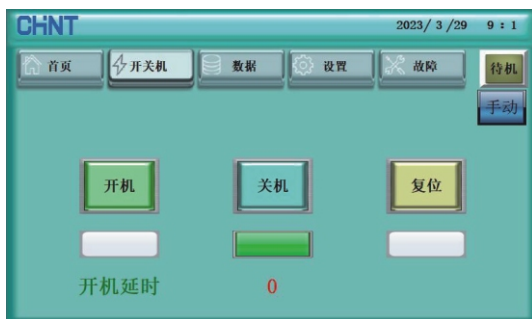 CHNT 2023/ 3 /29 9 : 1
首页 开关机 数据 设置 故障 待机
手动
开机 关机 复位
开机延时 0